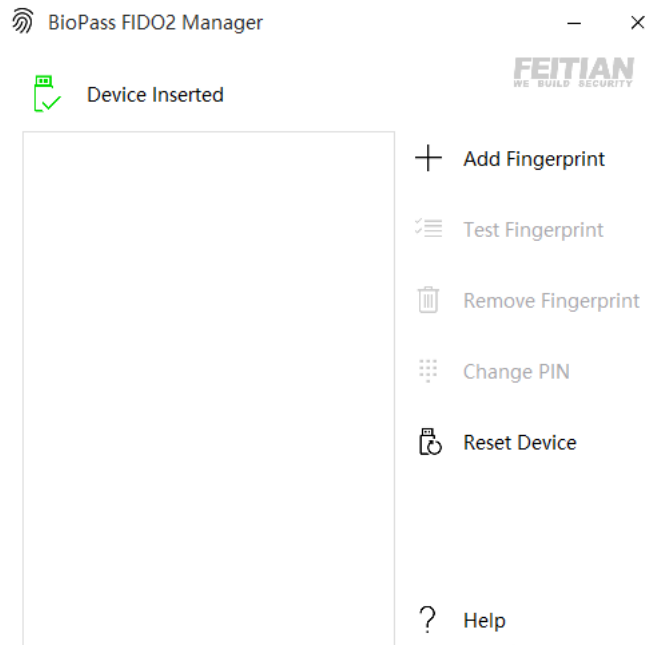 BioPass FIDO2 Manager
FEITIAN
WE BUILD SECURITY
Device Inserted
Add Fingerprint
Test Fingerprint
Remove Fingerprint
Change PIN
Reset Device
? Help